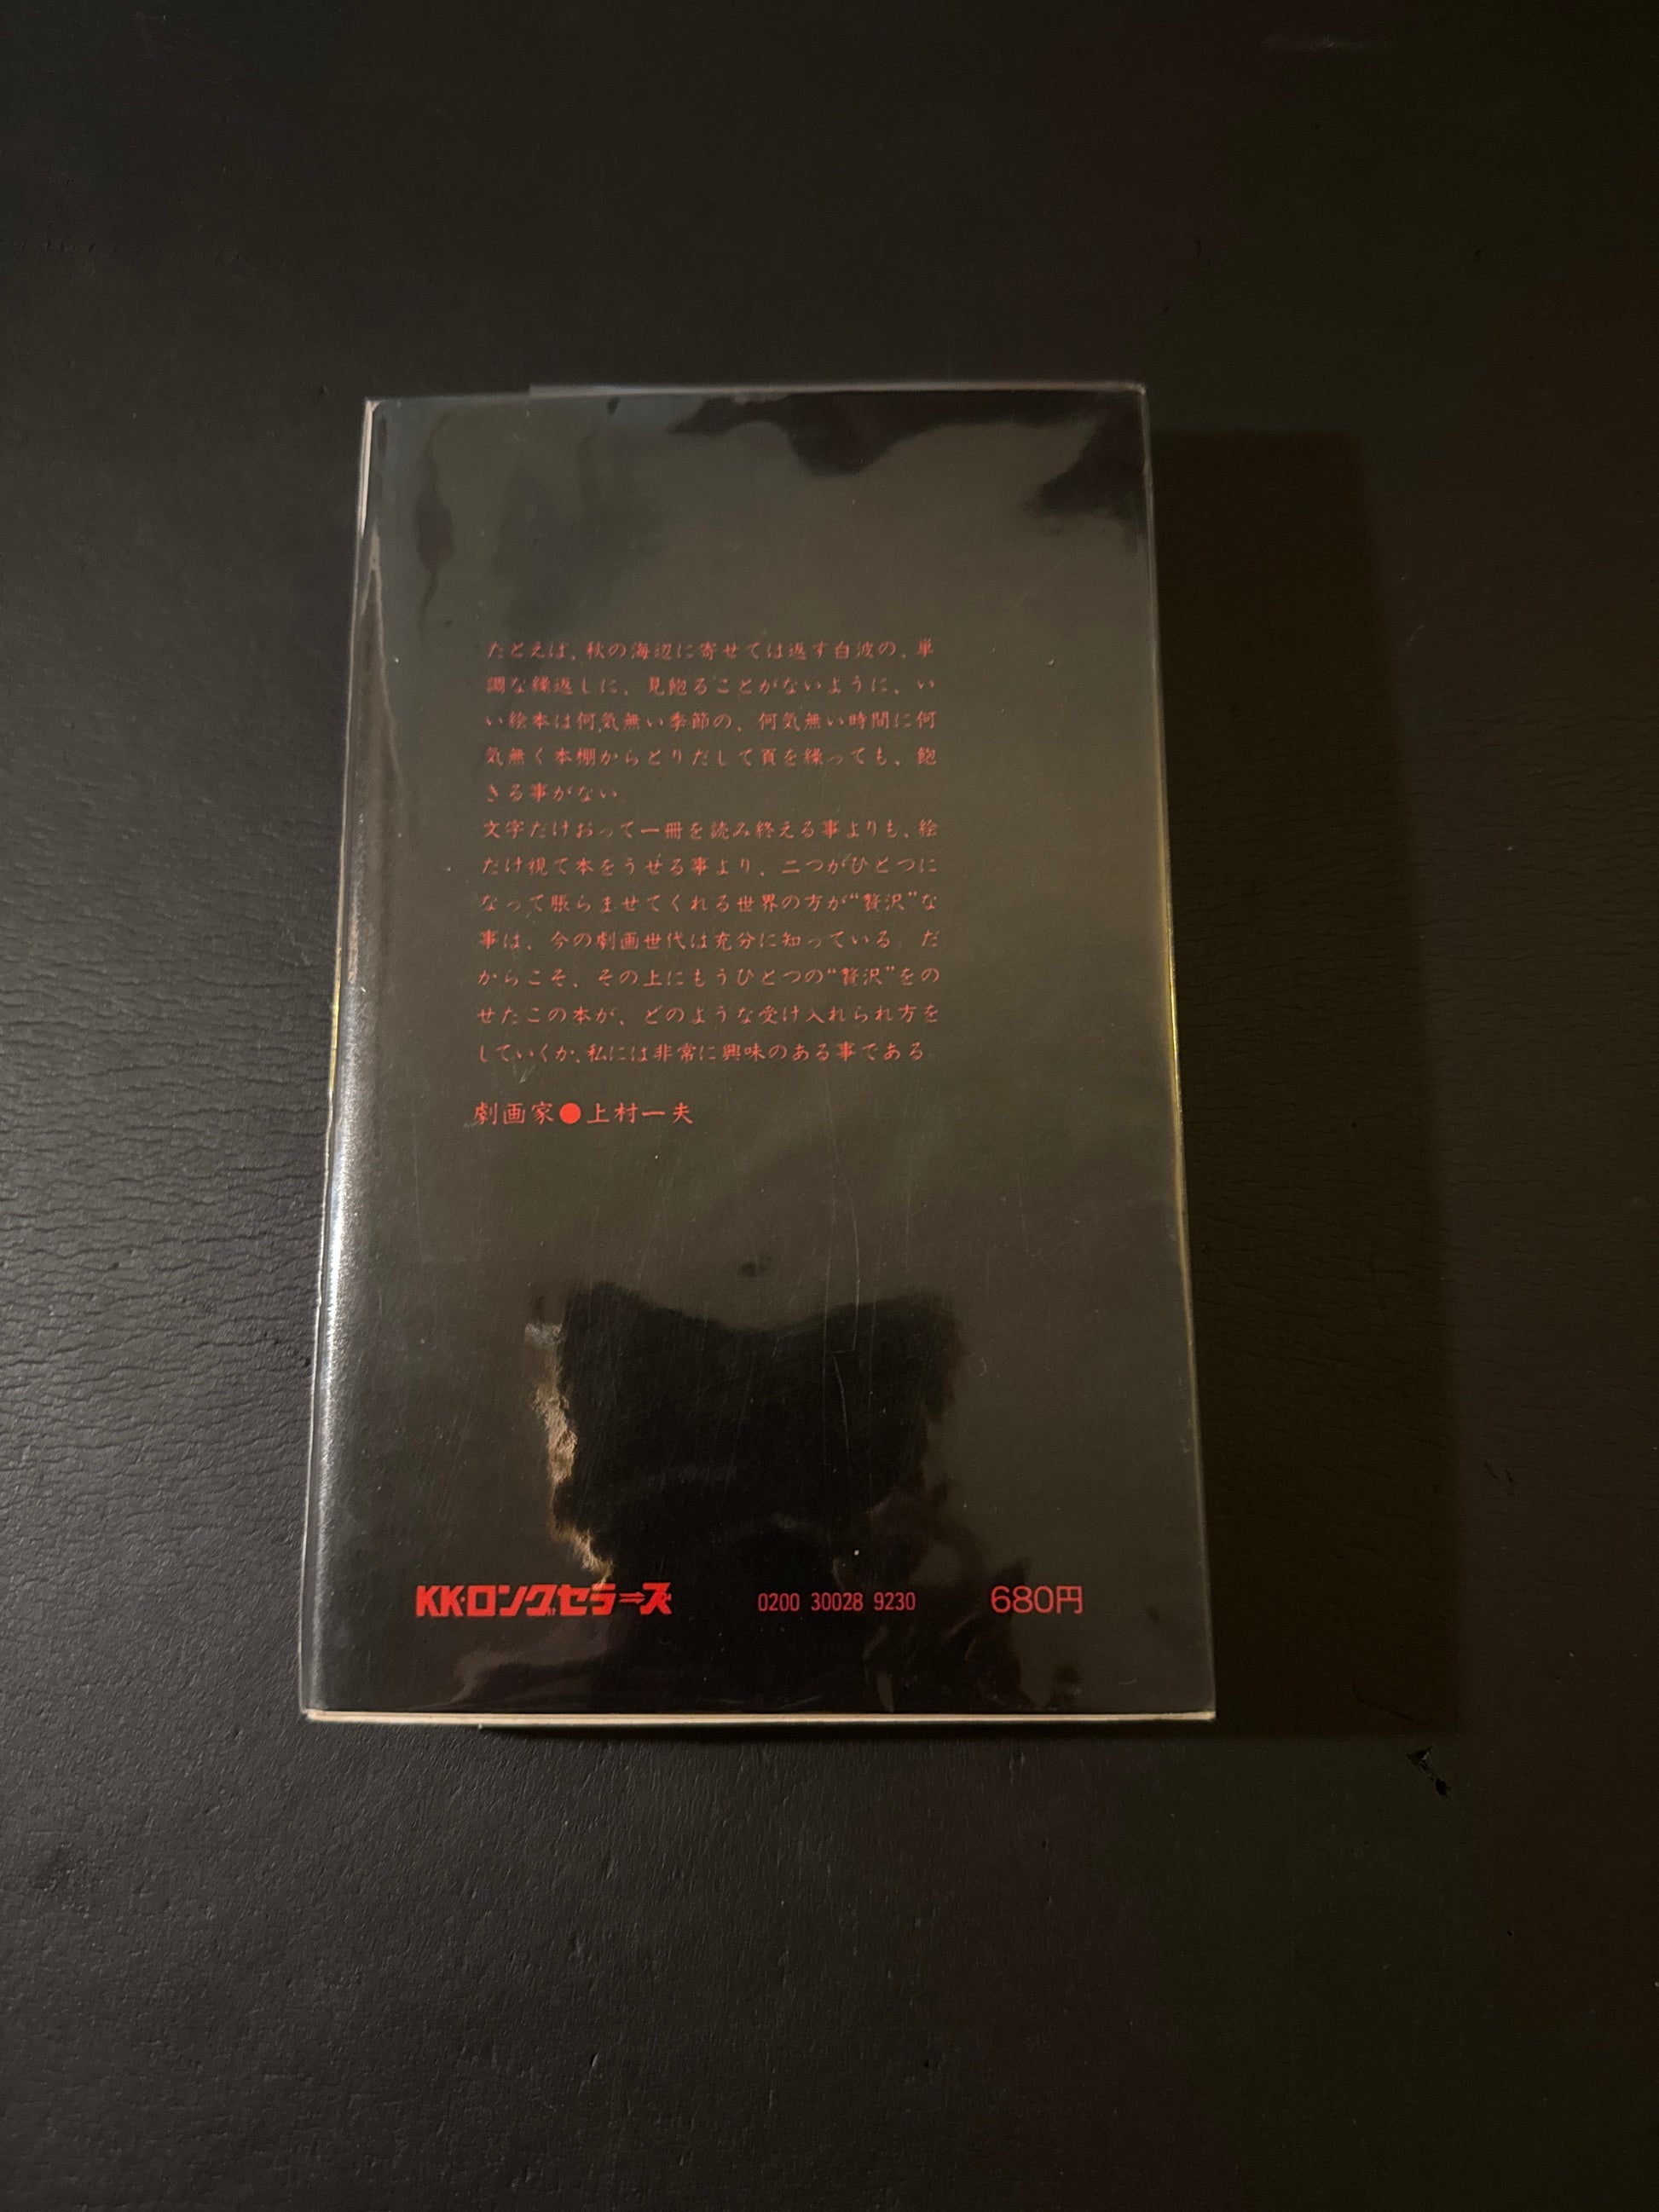 たとえば、秋の海辺に寄せては返す白波の、単
調な繰返しに、見飽ることがないように、い
い絵本は何気無い季節の、何気無い時間に何
気無く本棚からとりだして頁を繰っても、飽
きる事がない
文字だけおって一冊を読み終える事よりも、絵
だけ視て本をうせる事より、二つがひとつに
なって脹らませてくれる世界の方が“贅沢”な
事は、今の劇画世代は充分に知っている。だ
からこそ、その上にもうひとつの“贅沢”をの
せたこの本が、どのような受け入れられ方を
していくか、私には非常に興味のある事である
劇画家●上村一夫
KKロングセラーズ 0200 30028 9230 680円